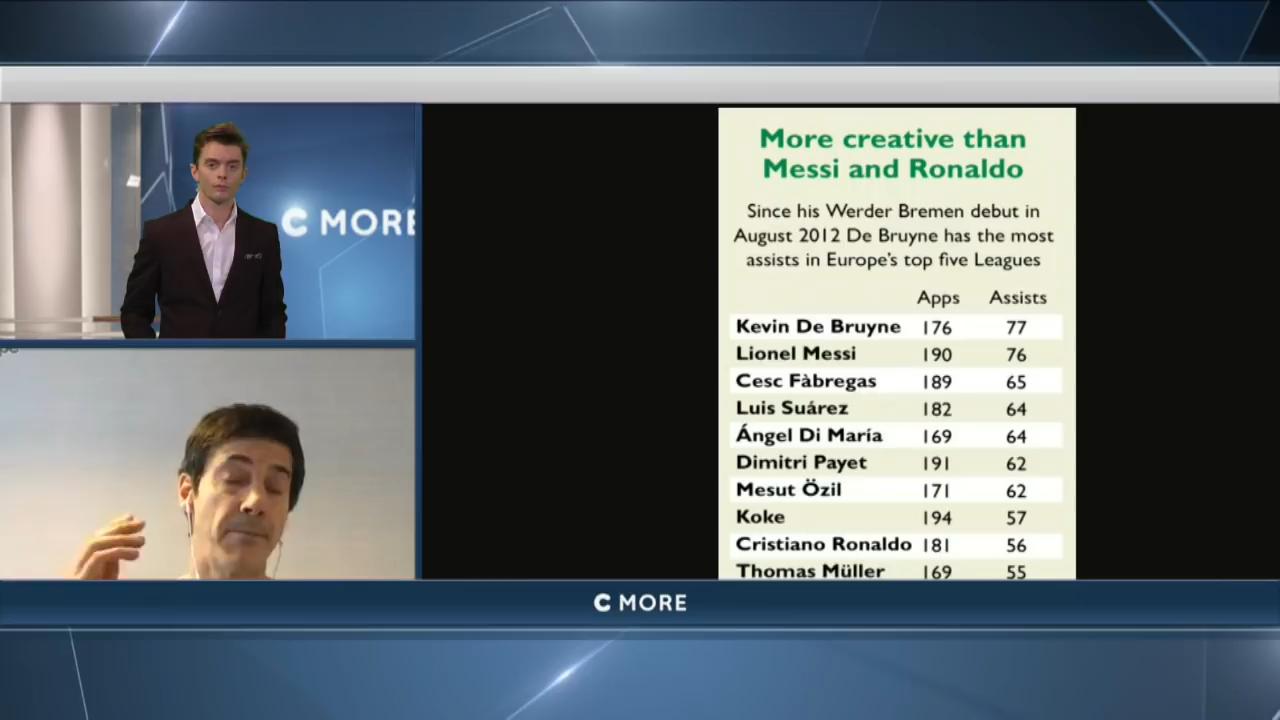 C MORE
More creative than
Messi and Ronaldo
Since his Werder Bremen debut in
August 2012 De Bruyne has the most
assists in Europe's top five Leagues
Apps Assists
Kevin De Bruyne 176 77
Lionel Messi 190 76
Cesc Fàbregas 189 65
Luis Suárez 182 64
Ángel Di María 169 64
Dimitri Payet 191 62
Mesut Özil 171 62
Koke 194 57
Cristiano Ronaldo 181 56
Thomas Müller 169 55
C MORE